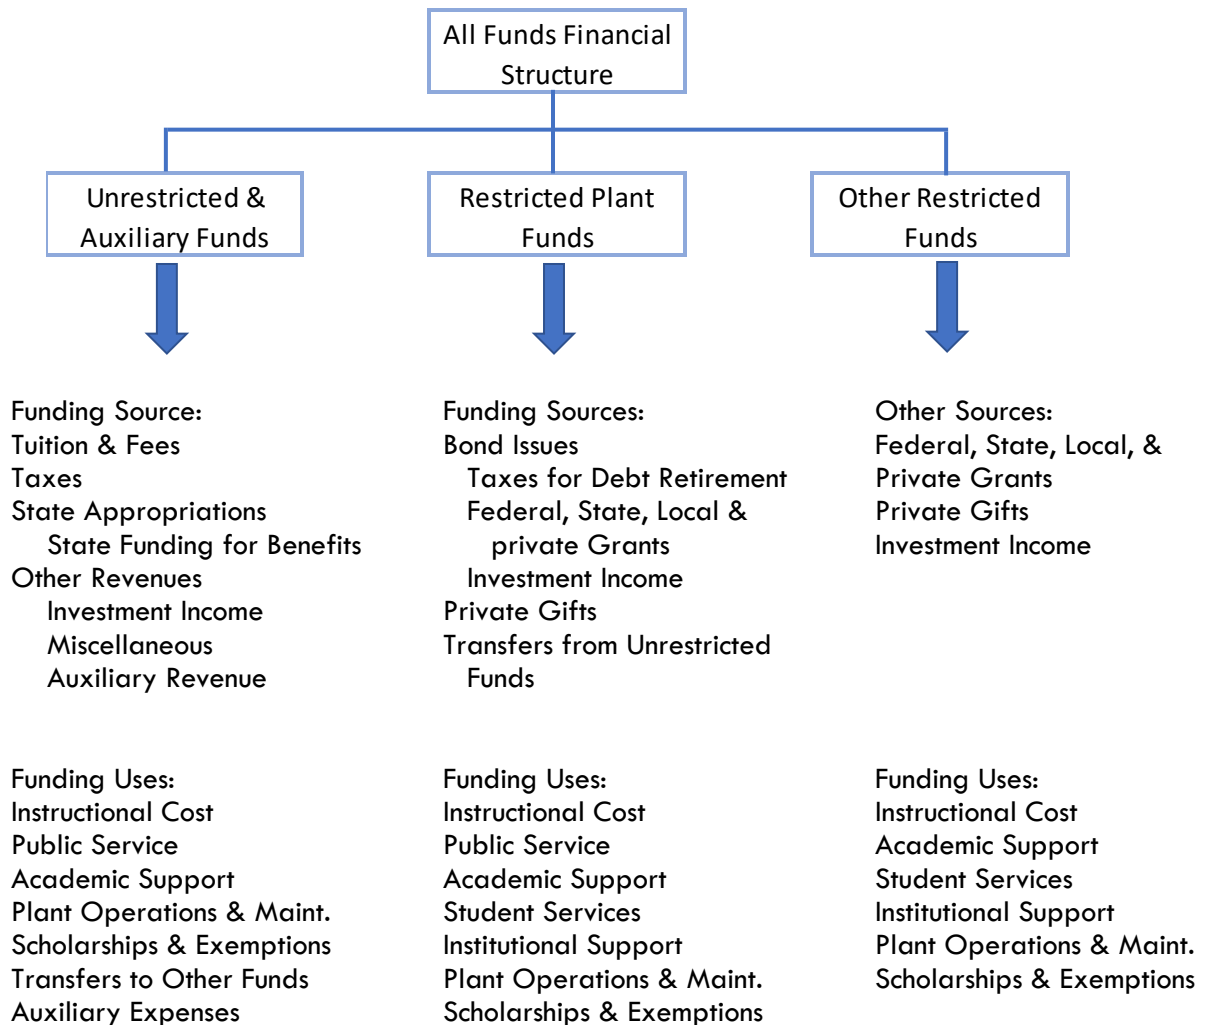 All Funds Financial
Structure
Unrestricted &
Auxiliary Funds
Restricted Plant
Funds
Other Restricted
Funds
Funding Source:
Tuition & Fees
Taxes
State Appropriations
State Funding for Benefits
Other Revenues
Investment Income
Miscellaneous
Auxiliary Revenue
Funding Sources:
Bond Issues
Taxes for Debt Retirement
Federal, State, Local &
private Grants
Investment Income
Private Gifts
Transfers from Unrestricted
Funds
Other Sources:
Federal, State, Local, &
Private Grants
Private Gifts
Investment Income
Funding Uses:
Instructional Cost
Public Service
Academic Support
Plant Operations & Maint.
Scholarships & Exemptions
Transfers to Other Funds
Auxiliary Expenses
Funding Uses:
Instructional Cost
Public Service
Academic Support
Student Services
Institutional Support
Plant Operations & Maint.
Scholarships & Exemptions
Funding Uses:
Instructional Cost
Academic Support
Student Services
Institutional Support
Plant Operations & Maint.
Scholarships & Exemptions